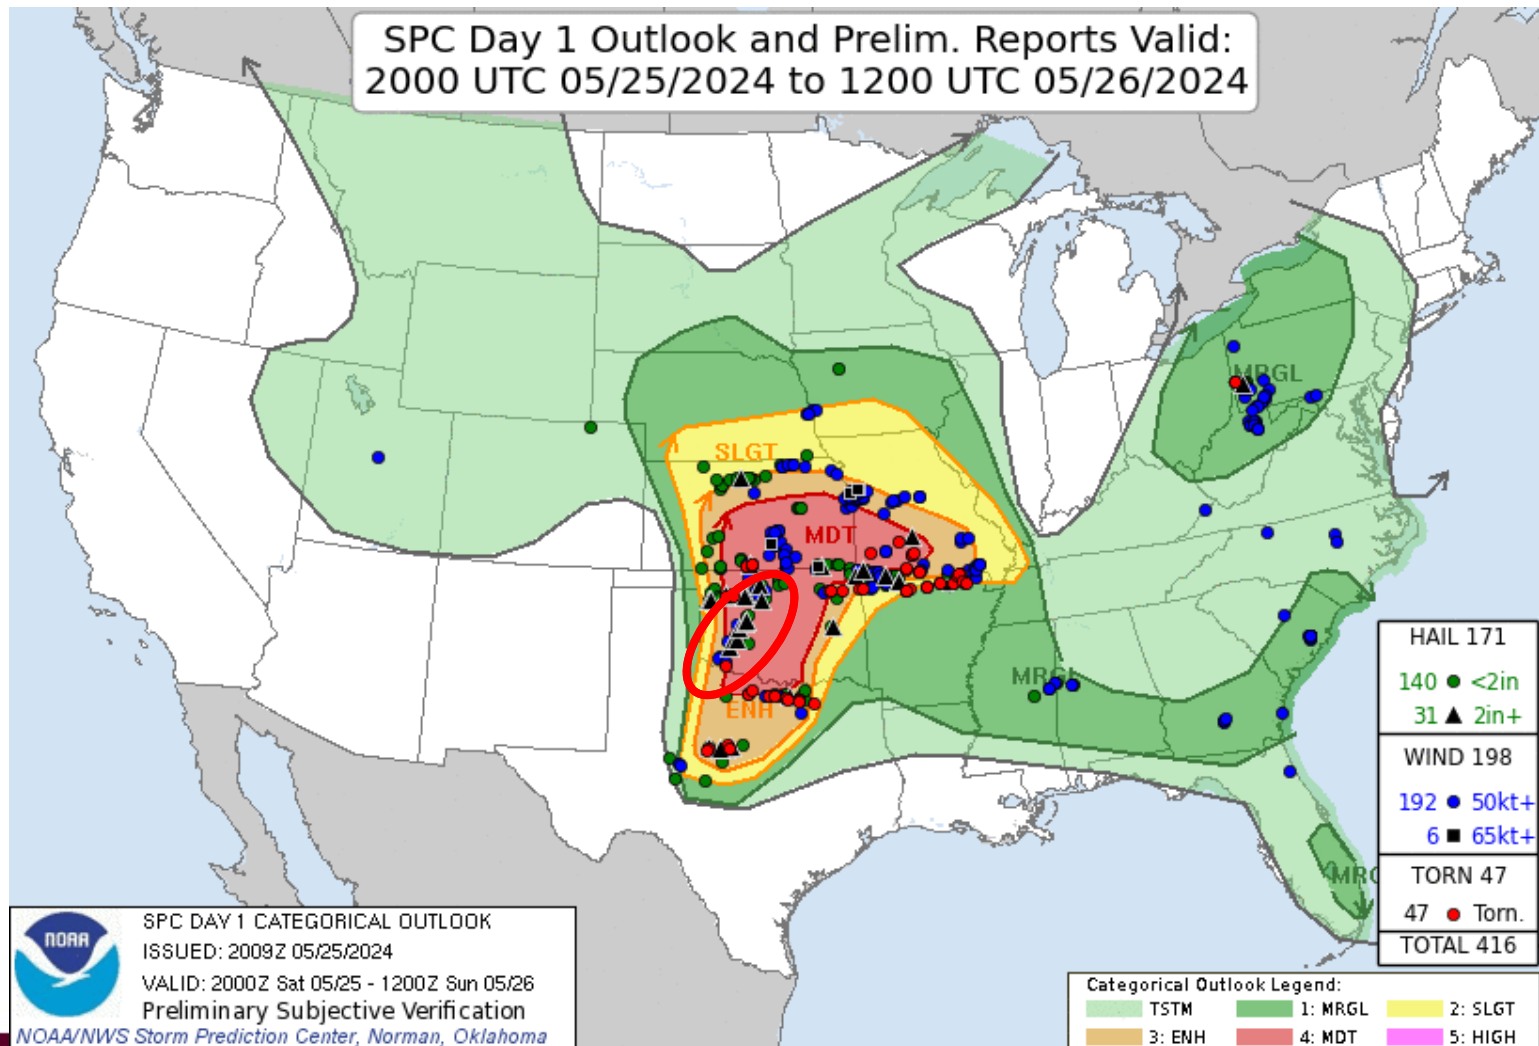 SPC Day 1 Outlook and Prelim. Reports Valid:
2000 UTC 05/25/2024 to 1200 UTC 05/26/2024
MRGL
SLGT
MDT
MRGL
ENH
MRG
HAIL 171
140 <2in
31 2in+
WIND 198
192 50kt+
6 65kt+
TORN 47
47 Torn.
TOTAL 416
NOAA
SPC DAY 1 CATEGORICAL OUTLOOK
ISSUED: 2009Z 05/25/2024
VALID: 2000Z Sat 05/25 - 1200Z Sun 05/26
Preliminary Subjective Verification
NOAA/NWS Storm Prediction Center, Norman, Oklahoma
Categorical Outlook Legend:
TSTM 1: MRGL 2: SLGT
3: ENH 4: MDT 5: HIGH